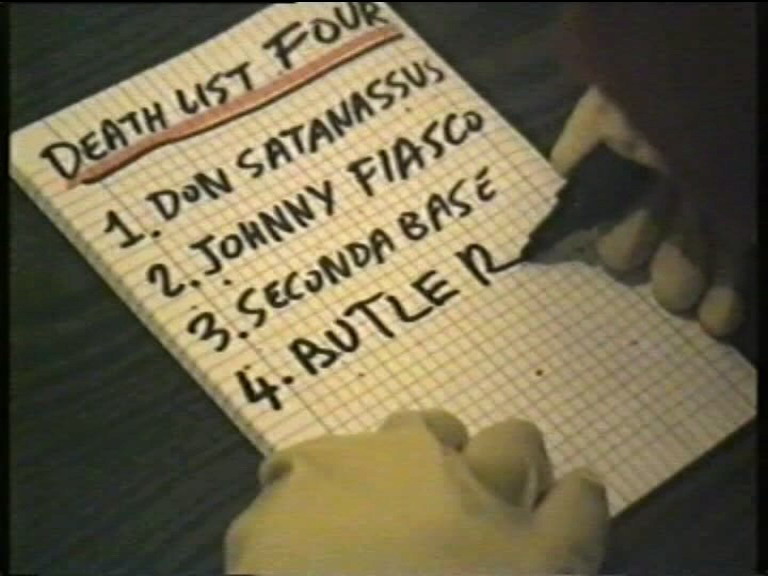 DEATH LIST FOUR
1. DON SATANASSUS
2. JOHNNY FIASCO
3. SECONDA BASE
4. BUTLER